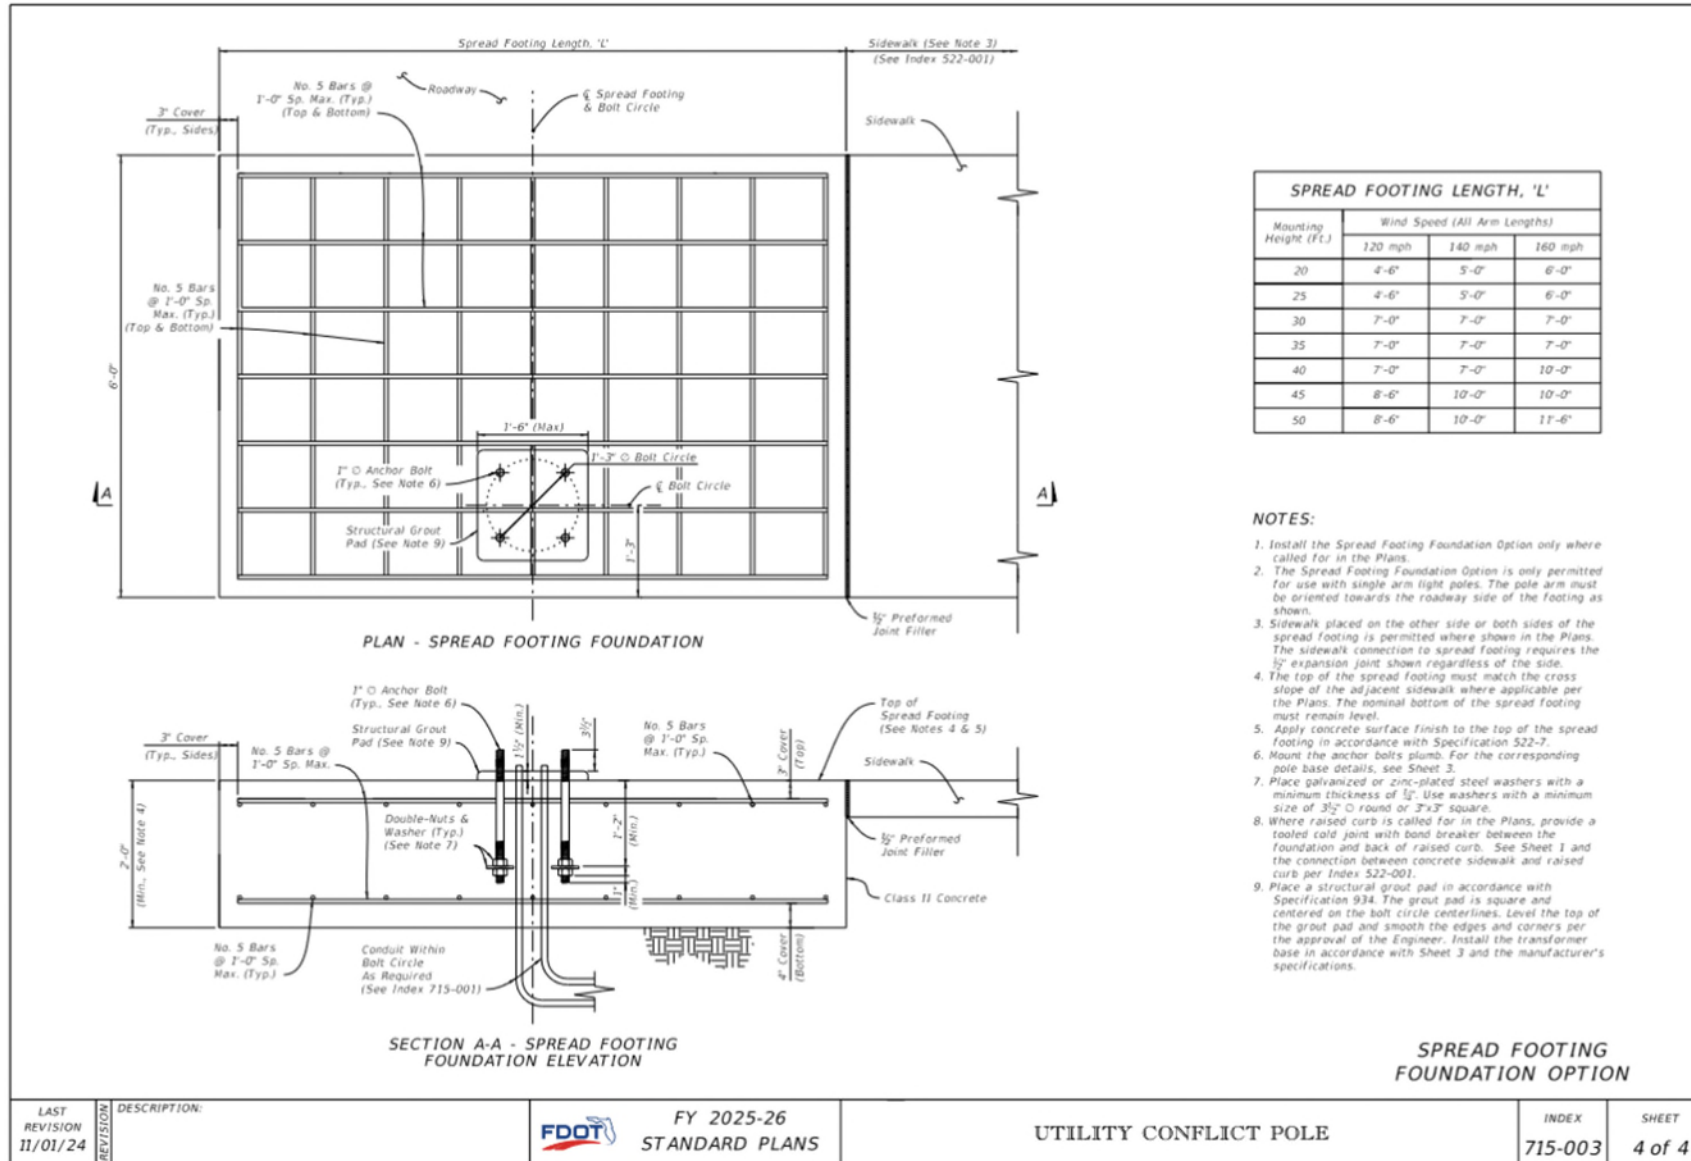 Spread Footing Length, 'L'
Sidewalk (See Note 3)
(See Index 522-001)
No. 5 Bars @
1'-0" Sp. Max. (Typ.)
(Top & Bottom)
Roadway
℄ Spread Footing
& Bolt Circle
3" Cover
(Typ., Sides)
Sidewalk
No. 5 Bars
@ 1'-0" Sp.
Max. (Typ.)
(Top & Bottom)
6'-0"
1'-6" (Max)
1'-3" ∅ Bolt Circle
1" ∅ Anchor Bolt
(Typ., See Note 6)
℄ Bolt Circle
A
A
Structural Grout
Pad (See Note 9)
1'-3"
½" Preformed
Joint Filler
PLAN - SPREAD FOOTING FOUNDATION
1" ∅ Anchor Bolt
(Typ., See Note 6)
Structural Grout
Pad (See Note 9)
1½" (Min.)
3½"
No. 5 Bars
@ 1'-0" Sp.
Max. (Typ.)
3" Cover
(Top)
Top of
Spread Footing
(See Notes 4 & 5)
3" Cover
(Typ., Sides)
No. 5 Bars @
1'-0" Sp. Max.
Sidewalk
2'-0"
(Min., See Note 4)
Double-Nuts &
Washer (Typ.)
(See Note 7)
1'-2"
(Min.)
1"
(Min.)
½" Preformed
Joint Filler
Class II Concrete
No. 5 Bars
@ 1'-0" Sp.
Max. (Typ.)
Conduit Within
Bolt Circle
As Required
(See Index 715-001)
4" Cover
(Bottom)
SECTION A-A - SPREAD FOOTING
FOUNDATION ELEVATION
SPREAD FOOTING LENGTH, 'L'
Mounting
Height (Ft.)
Wind Speed (All Arm Lengths)
120 mph 140 mph 160 mph
20 4'-6" 5'-0" 6'-0"
25 4'-6" 5'-0" 6'-0"
30 7'-0" 7'-0" 7'-0"
35 7'-0" 7'-0" 7'-0"
40 7'-0" 7'-0" 10'-0"
45 8'-6" 10'-0" 10'-0"
50 8'-6" 10'-0" 11'-6"
NOTES:
1. Install the Spread Footing Foundation Option only where
called for in the Plans.
2. The Spread Footing Foundation Option is only permitted
for use with single arm light poles. The pole arm must
be oriented towards the roadway side of the footing as
shown.
3. Sidewalk placed on the other side or both sides of the
spread footing is permitted where shown in the Plans.
The sidewalk connection to spread footing requires the
½" expansion joint shown regardless of the side.
4. The top of the spread footing must match the cross
slope of the adjacent sidewalk where applicable per
the Plans. The nominal bottom of the spread footing
must remain level.
5. Apply concrete surface finish to the top of the spread
footing in accordance with Specification 522-7.
6. Mount the anchor bolts plumb. For the corresponding
pole base details, see Sheet 3.
7. Place galvanized or zinc-plated steel washers with a
minimum thickness of Use washers with a minimum
size of 3½" ∅ round or 3"x3" square.
8. Where raised curb is called for in the Plans, provide a
tooled cold joint with bond breaker between the
foundation and back of raised curb. See Sheet 1 and
the connection between concrete sidewalk and raised
curb per Index 522-001.
9. Place a structural grout pad in accordance with
Specification 934. The grout pad is square and
centered on the bolt circle centerlines. Level the top of
the grout pad and smooth the edges and corners per
the approval of the Engineer. Install the transformer
base in accordance with Sheet 3 and the manufacturer's
specifications.
SPREAD FOOTING
FOUNDATION OPTION
LAST
REVISION
11/01/24
REVISION
DESCRIPTION:
FDOT
FY 2025-26
STANDARD PLANS
UTILITY CONFLICT POLE
INDEX
715-003
SHEET
4 of 4